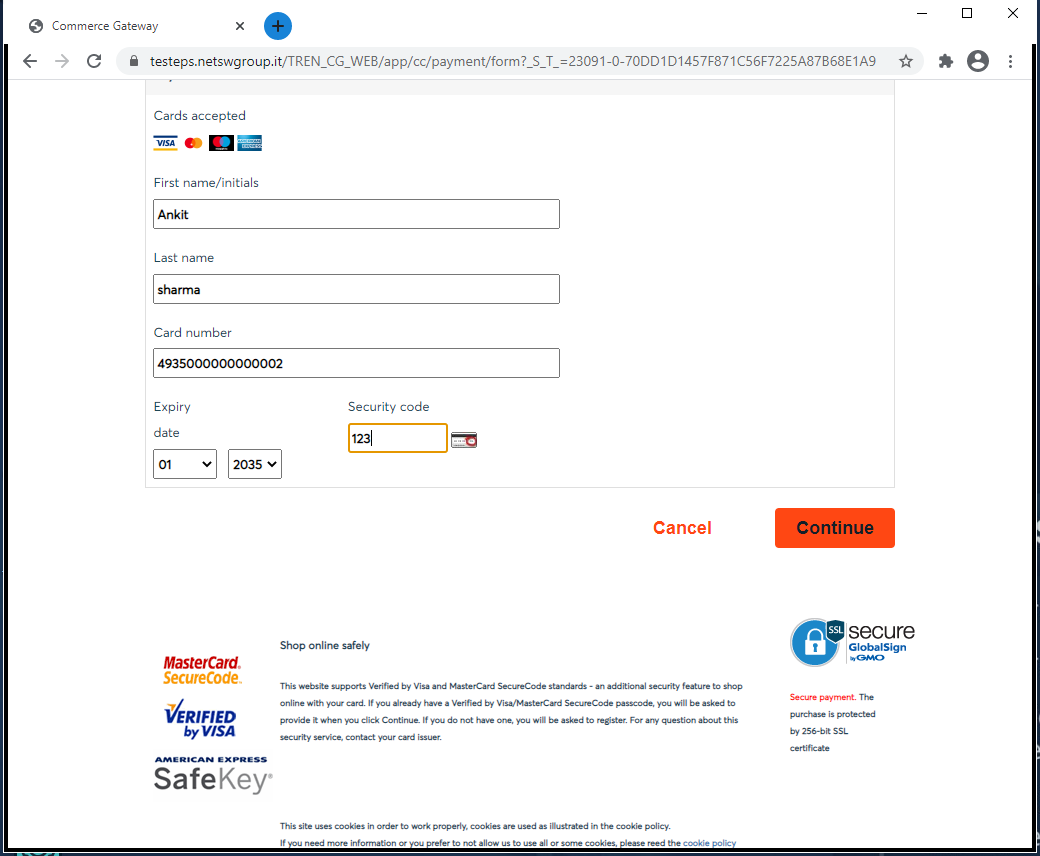 Commerce Gateway
testeps.netswgroup.it/TREN_CG_WEB/app/cc/payment/form?_S_T_=23091-0-70DD1D1457F871C56F7225A87B68E1A9
Cards accepted
VISA
First name/initials
Ankit
Last name
sharma
Card number
4935000000000002
Expiry
date
Security code
123
01
2035
Cancel
Continue
Shop online safely
MasterCard.
SecureCode.
VERIFIED
by VISA
AMERICAN EXPRESS
SafeKey®
This website supports Verified by Visa and MasterCard SecureCode standards - an additional security feature to shop
online with your card. If you already have a Verified by Visa/MasterCard SecureCode passcode, you will be asked to
provide it when you click Continue. If you do not have one, you will be asked to register. For any question about this
security service, contact your card issuer.
SSL
secure
GlobalSign
by GMO
Secure payment. The
purchase is protected
by 256-bit SSL
certificate
This site uses cookies in order to work properly, cookies are used as illustrated in the cookie policy.
If you need more information or you prefer to not allow us to use all or some cookies, please reed the cookie policy